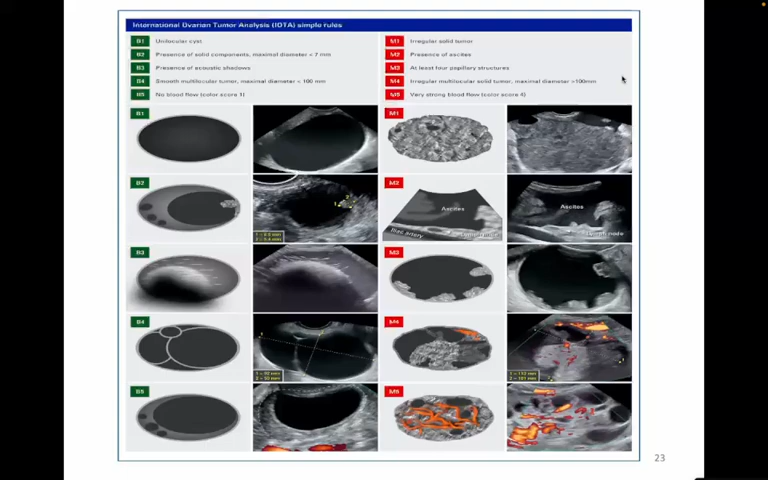 International Ovarian Tumor Analysis (IOTA) simple rules
B1 Unilocular cyst
B2 Presence of solid components, maximal diameter < 7 mm
B3 Presence of acoustic shadows
B4 Smooth multilocular tumor, maximal diameter < 100 mm
B5 No blood flow (color score 1)
M1 Irregular solid tumor
M2 Presence of ascites
M3 At least four papillary structures
M4 Irregular multilocular solid tumor, maximal diameter >100mm
M5 Very strong blood flow (color score 4)
B1
M1
B2
M2
Ascites
Iliac artery
Ascites
B3
M3
B4
M4
B5
M5
23